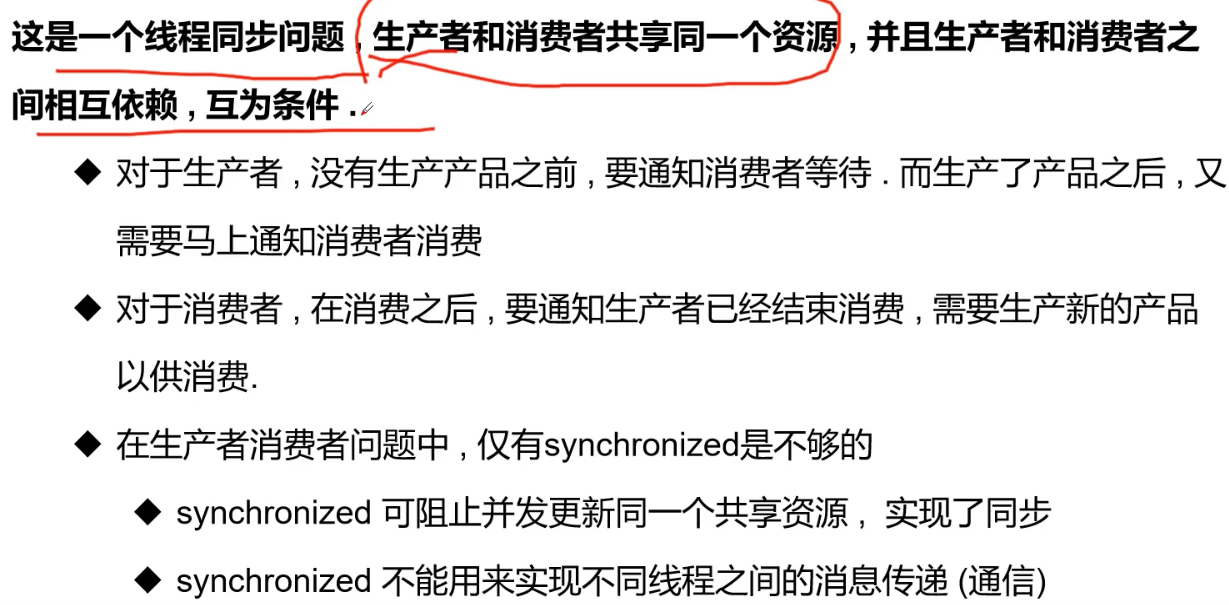 这是一个线程同步问题 , 生产者和消费者共享同一个资源 , 并且生产者和消费者之
间相互依赖 , 互为条件 .
◆ 对于生产者 , 没有生产产品之前 , 要通知消费者等待 . 而生产了产品之后 , 又
需要马上通知消费者消费
◆ 对于消费者 , 在消费之后 , 要通知生产者已经结束消费 , 需要生产新的产品
以供消费.
◆ 在生产者消费者问题中 , 仅有synchronized是不够的
◆ synchronized 可阻止并发更新同一个共享资源 , 实现了同步
◆ synchronized 不能用来实现不同线程之间的消息传递 (通信)